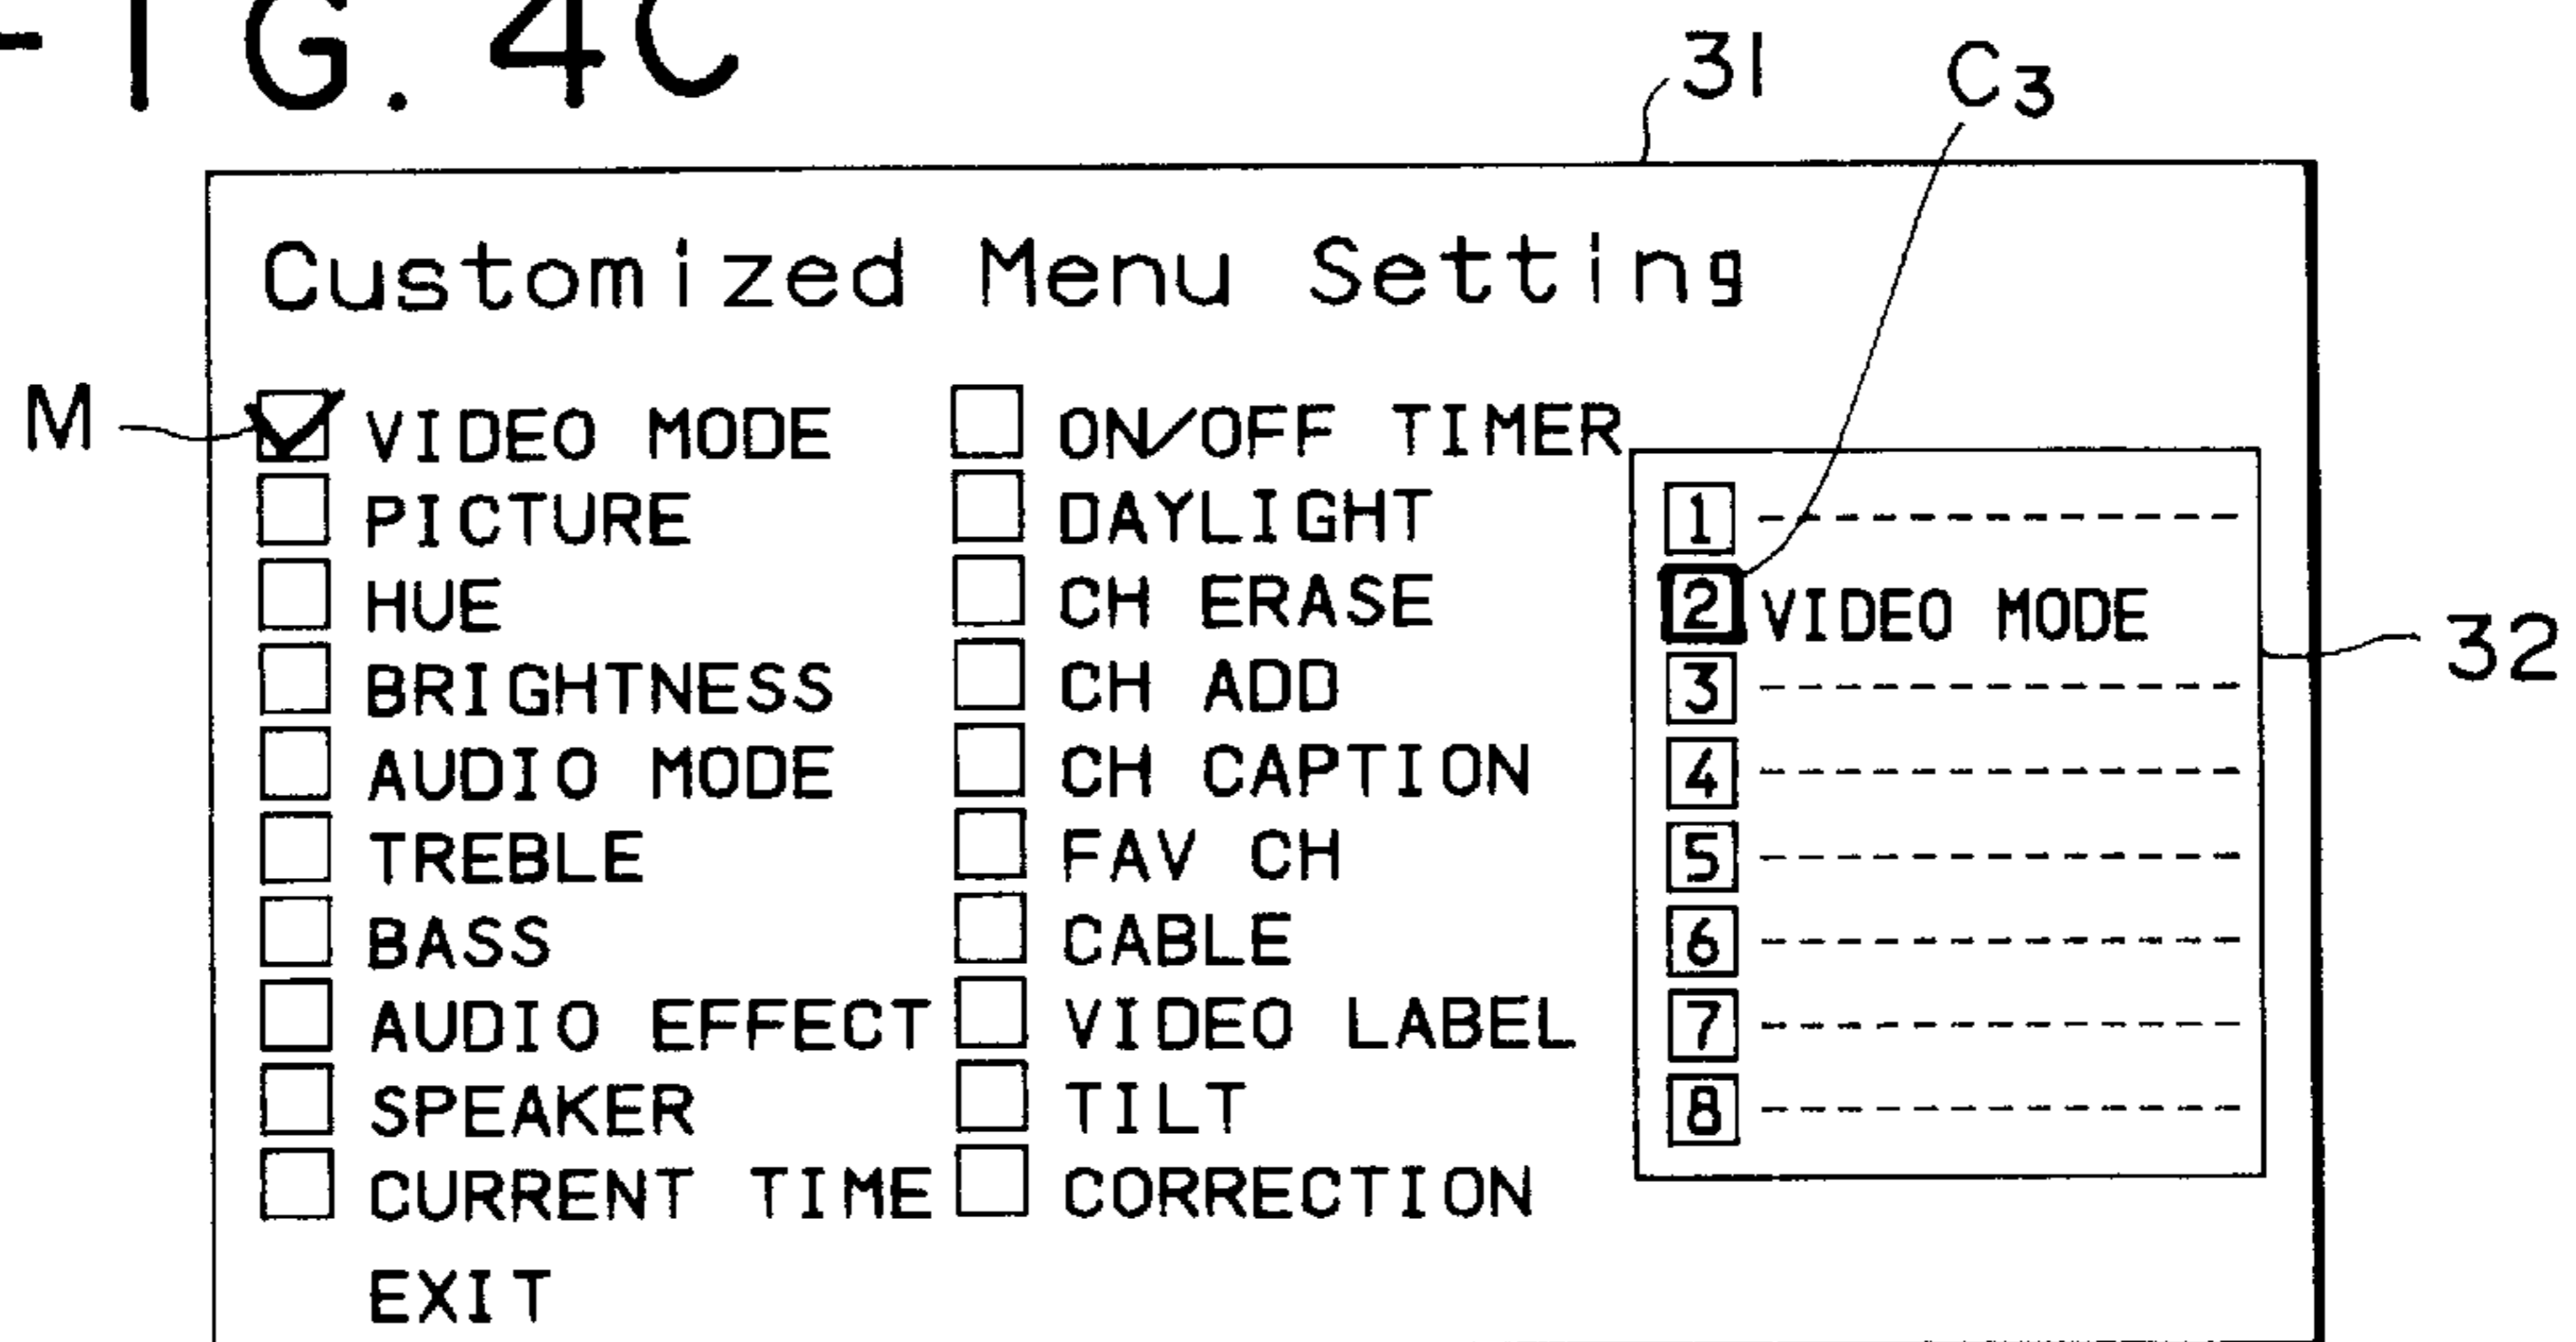 FIG. 4C
31
C3
Customized Menu Setting
M
VIDEO MODE
PICTURE
HUE
BRIGHTNESS
AUDIO MODE
TREBLE
BASS
AUDIO EFFECT
SPEAKER
CURRENT TIME
EXIT
ON/OFF TIMER
DAYLIGHT
CH ERASE
CH ADD
CH CAPTION
FAV CH
CABLE
VIDEO LABEL
TILT
CORRECTION
1 --------------
2 VIDEO MODE
3 --------------
4 --------------
5 --------------
6 --------------
7 --------------
8 --------------
32